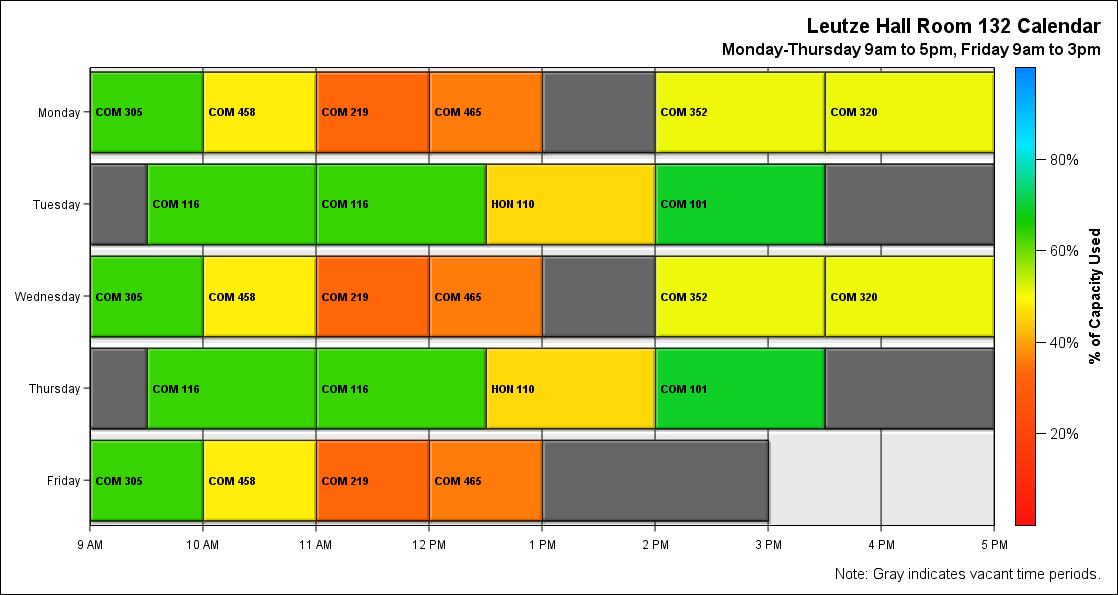 Leutze Hall Room 132 Calendar
Monday-Thursday 9am to 5pm, Friday 9am to 3pm
Monday COM 305 COM 458 COM 219 COM 465 COM 352 COM 320
Tuesday COM 116 COM 116 HON 110 COM 101
Wednesday COM 305 COM 458 COM 219 COM 465 COM 352 COM 320
Thursday COM 116 COM 116 HON 110 COM 101
Friday COM 305 COM 458 COM 219 COM 465
9 AM 10 AM 11 AM 12 PM 1 PM 2 PM 3 PM 4 PM 5 PM
80%
60%
40%
20%
% of Capacity Used
Note: Gray indicates vacant time periods.